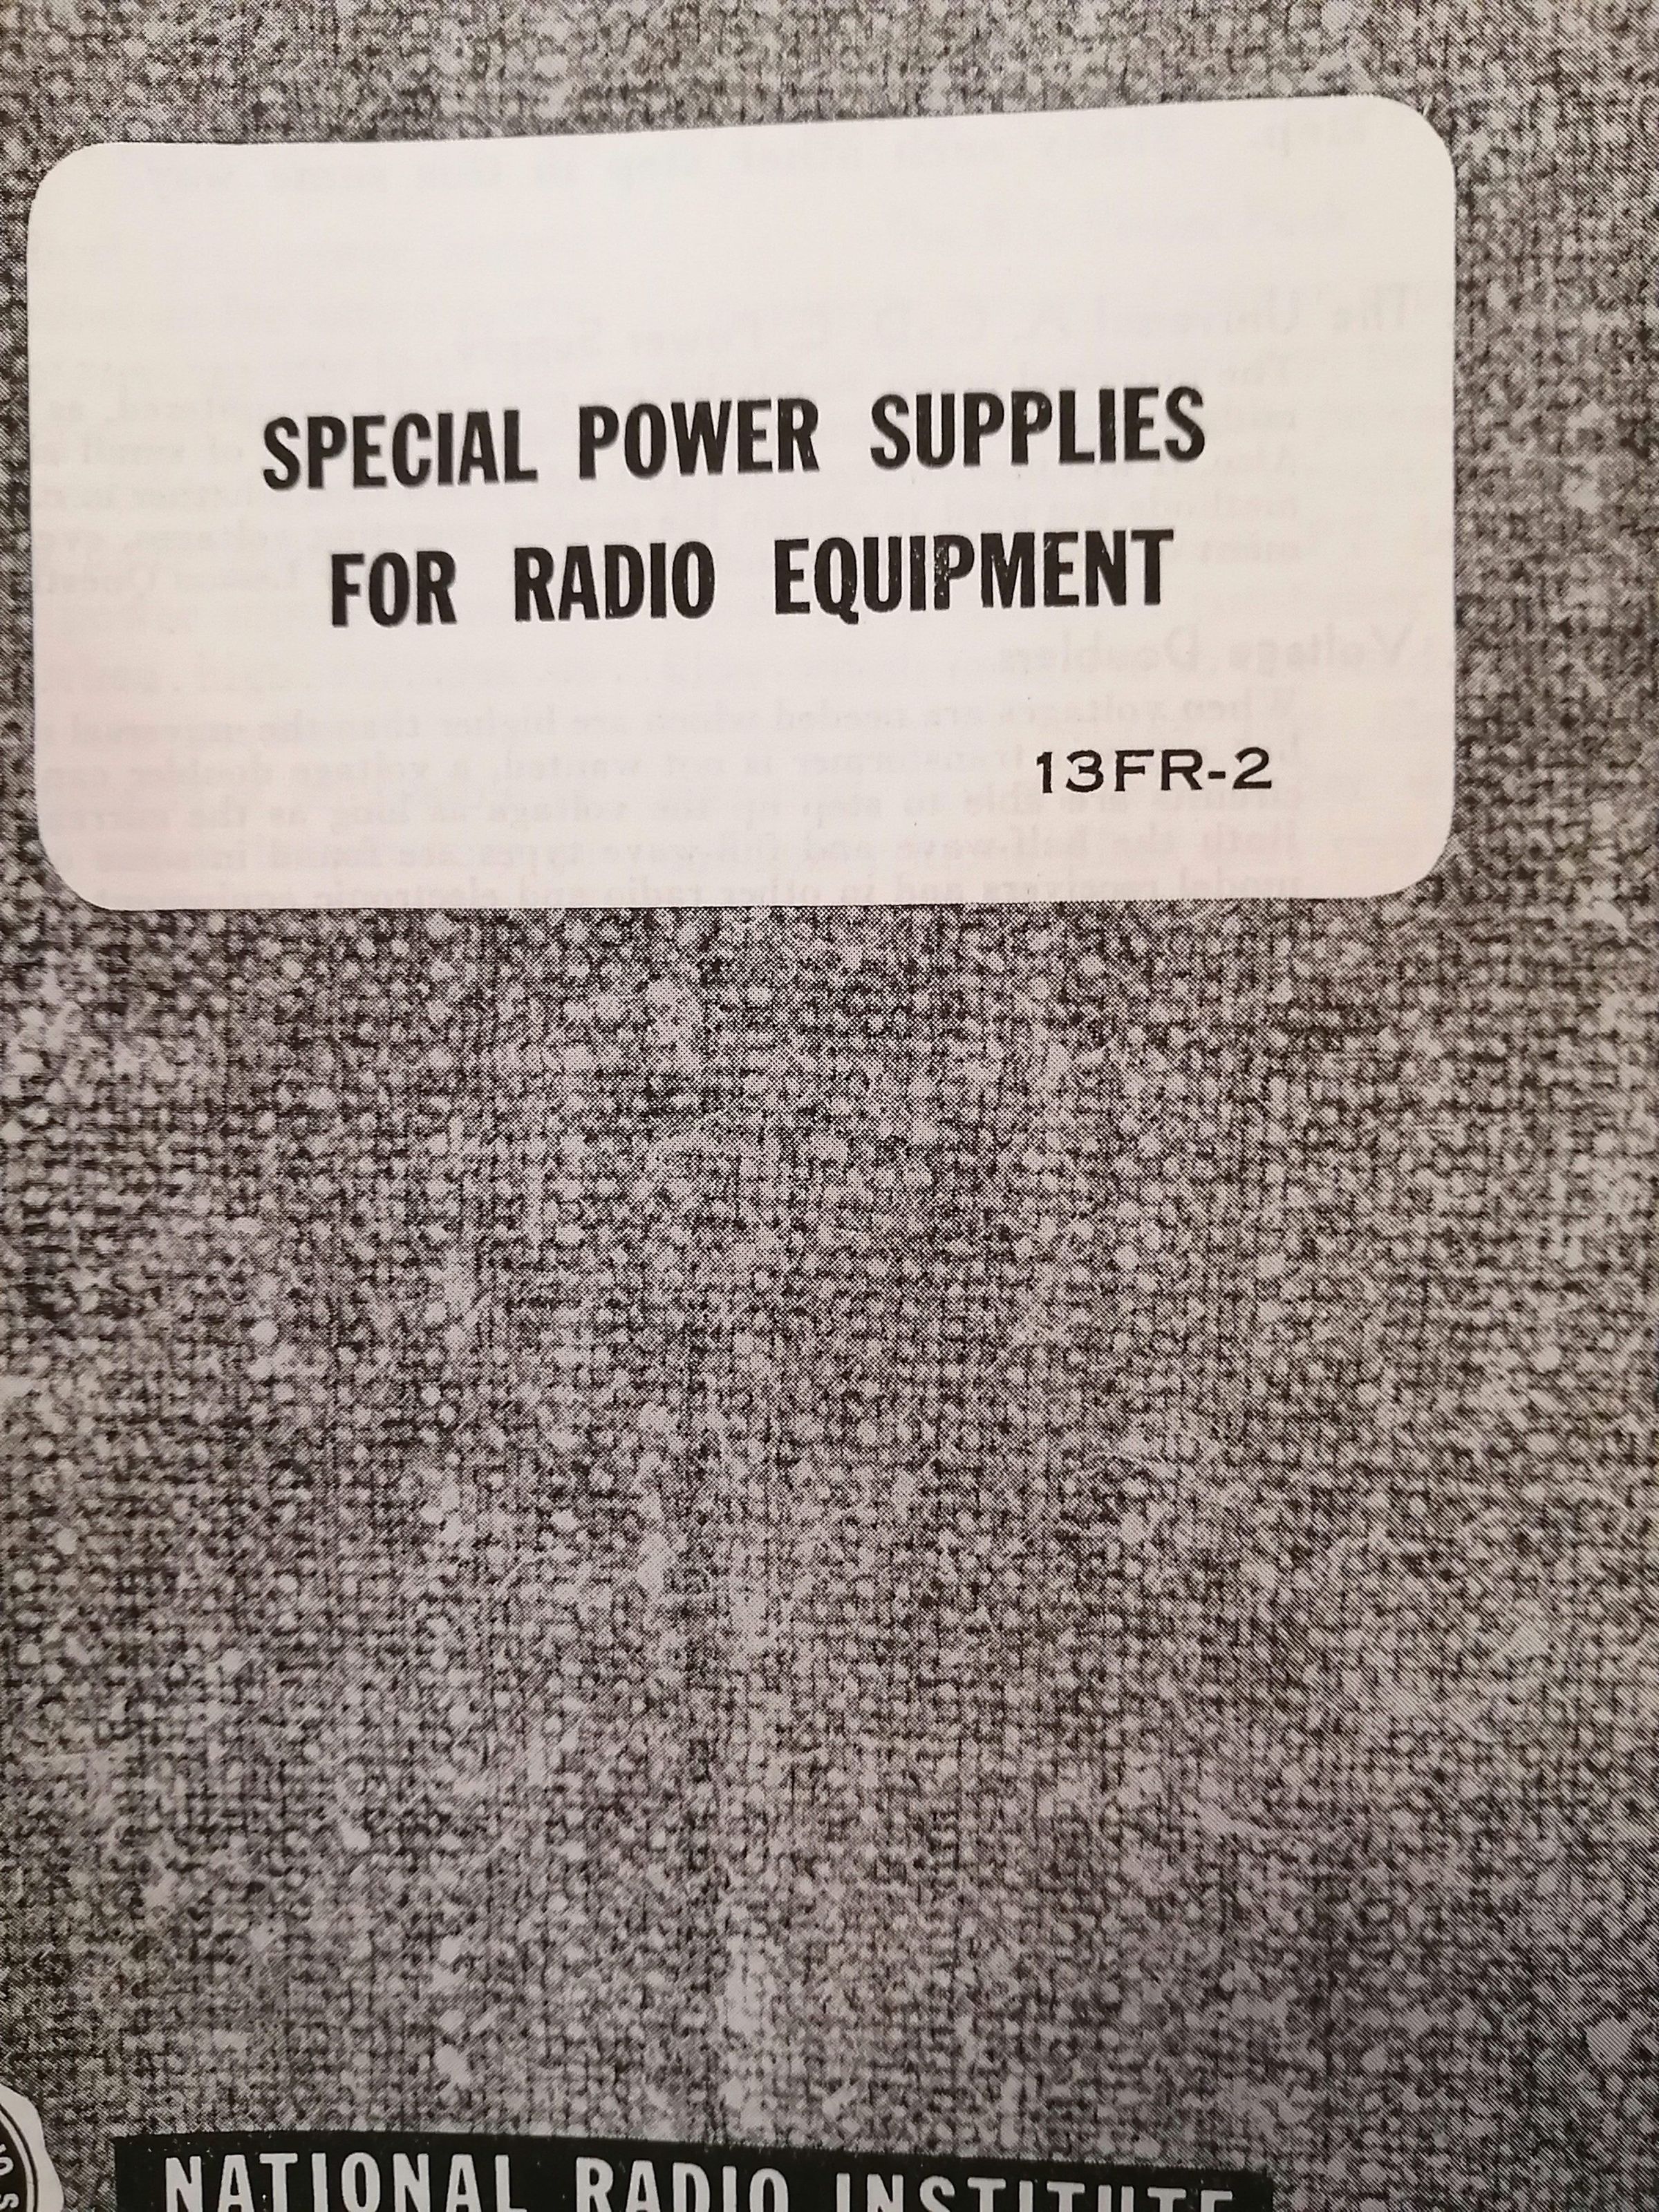 SPECIAL POWER SUPPLIES
FOR RADIO EQUIPMENT
13FR-2
NATIONAL RADIO INSTITUTE